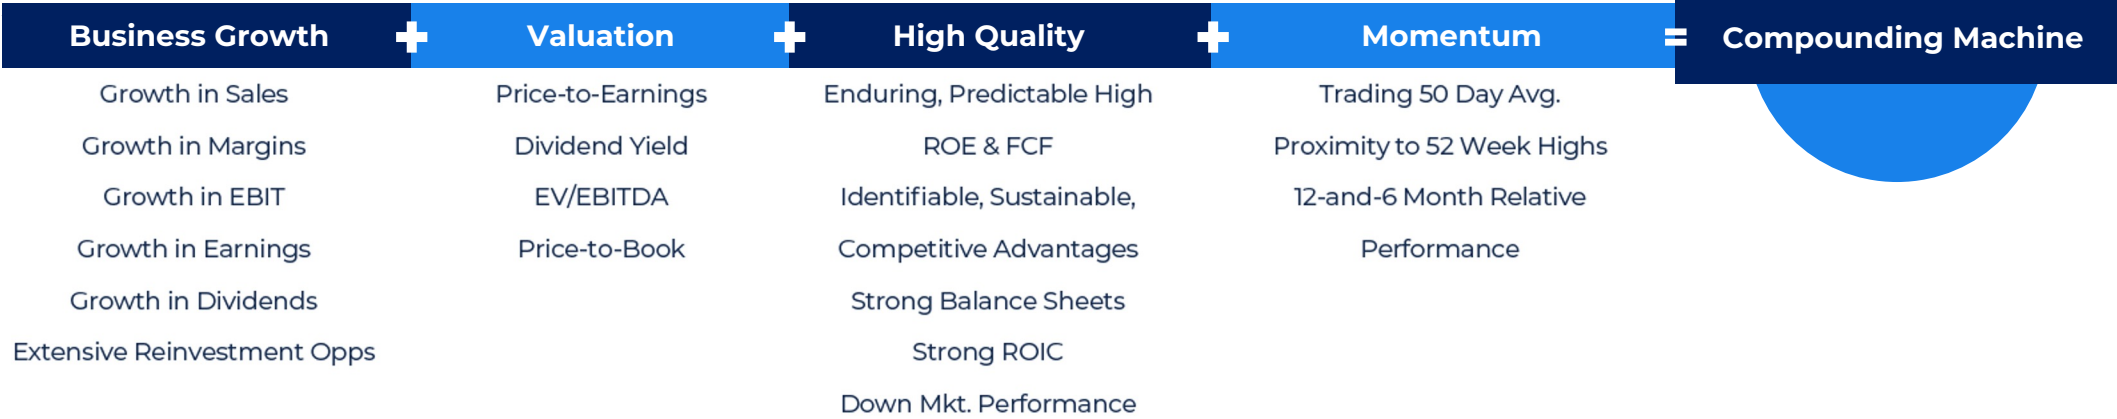 Business Growth + Valuation + High Quality + Momentum = Compounding Machine
Growth in Sales
Growth in Margins
Growth in EBIT
Growth in Earnings
Growth in Dividends
Extensive Reinvestment Opps
Price-to-Earnings
Dividend Yield
EV/EBITDA
Price-to-Book
Enduring, Predictable High
ROE & FCF
Identifiable, Sustainable,
Competitive Advantages
Strong Balance Sheets
Strong ROIC
Down Mkt. Performance
Trading 50 Day Avg.
Proximity to 52 Week Highs
12-and-6 Month Relative
Performance